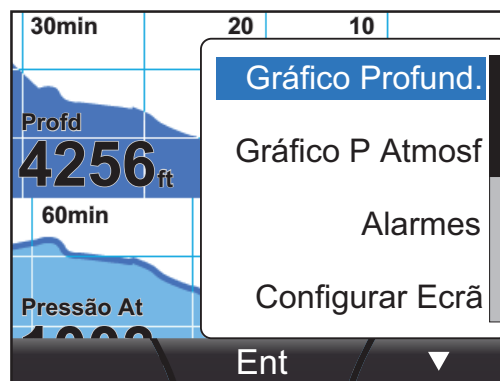 30min 20 10
Gráfico Profund.
Profd
4256ft
Gráfico P Atmosf
60min
Alarmes
Pressão At
Configurar Ecrã
Ent